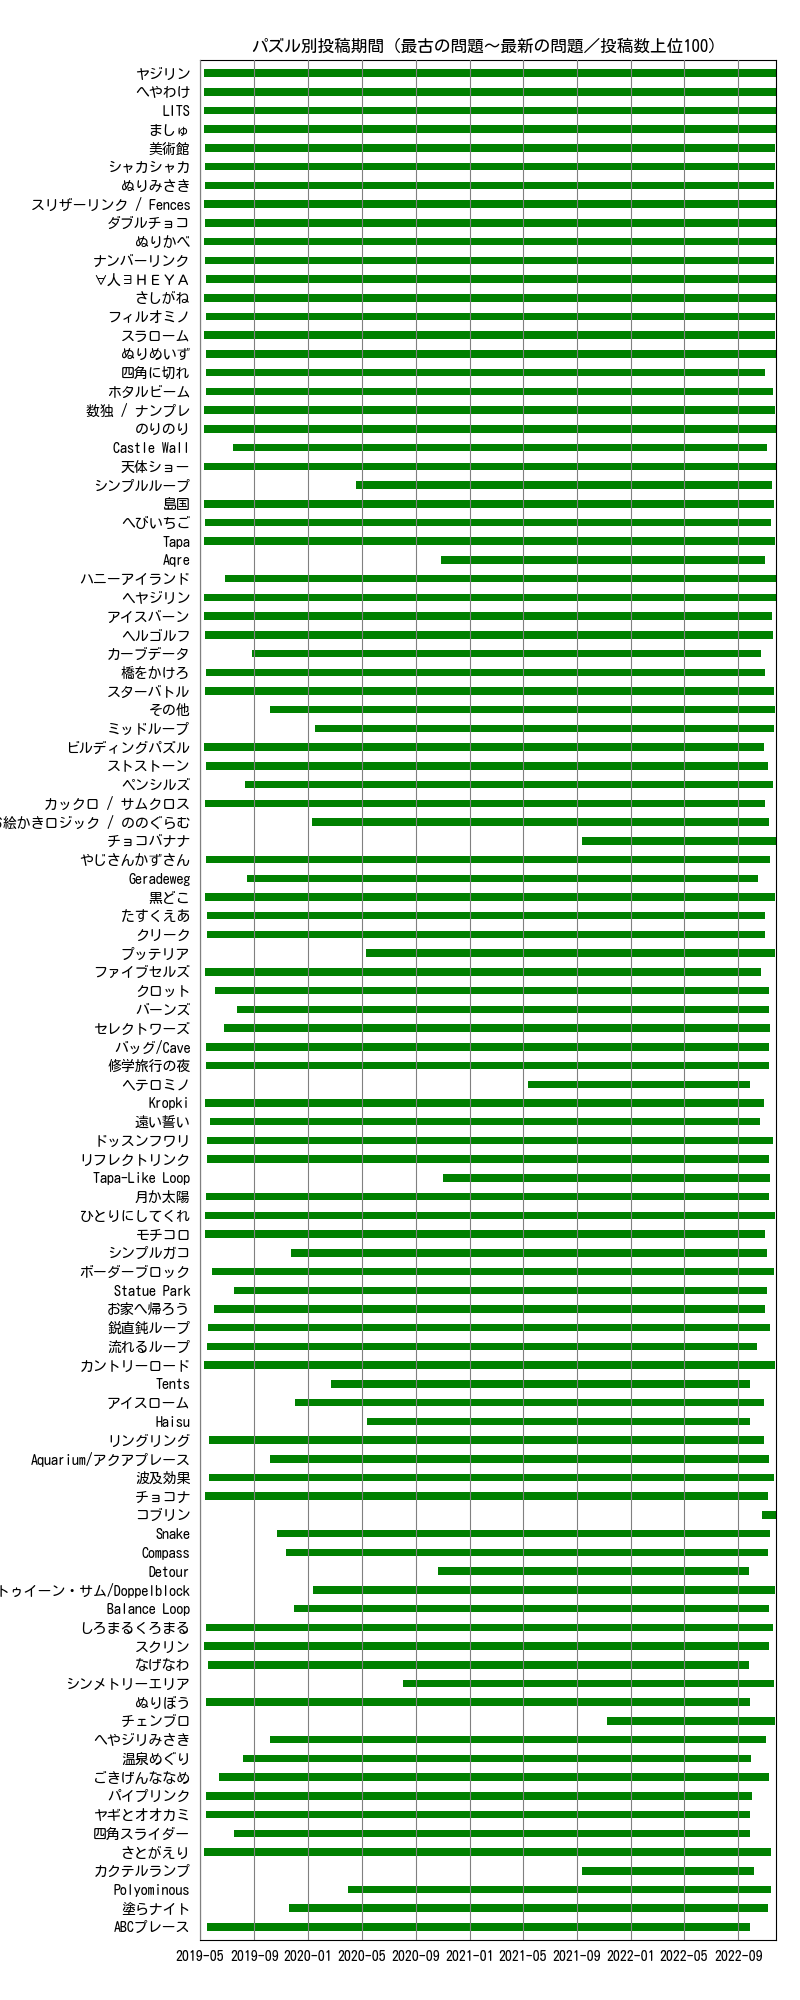 パズル別投稿期間（最古の問題～最新の問題／投稿数上位100）
ヤジリン
へやわけ
LITS
ましゅ
美術館
シャカシャカ
ぬりみさき
スリザーリンク / Fences
ダブルチョコ
ぬりかべ
ナンバーリンク
∀人∃ＨＥＹＡ
さしがね
フィルオミノ
スラローム
ぬりめいず
四角に切れ
ホタルビーム
数独 / ナンプレ
のりのり
Castle Wall
天体ショー
シンプルループ
島国
へびいちご
Tapa
Aqre
ハニーアイランド
ヘヤジリン
アイスバーン
ヘルゴルフ
カーブデータ
橋をかけろ
スターバトル
その他
ミッドループ
ビルディングパズル
ストストーン
ペンシルズ
カックロ / サムクロス
絵かきロジック / ののぐらむ
チョコバナナ
やじさんかずさん
Geradeweg
黒どこ
たすくえあ
クリーク
プッテリア
ファイブセルズ
クロット
バーンズ
セレクトワーズ
バッグ/Cave
修学旅行の夜
ヘテロミノ
Kropki
遠い誓い
ドッスンフワリ
リフレクトリンク
Tapa-Like Loop
月か太陽
ひとりにしてくれ
モチコロ
シンプルガコ
ボーダーブロック
Statue Park
お家へ帰ろう
鋭直鈍ループ
流れるループ
カントリーロード
Tents
アイスローム
Haisu
リングリング
Aquarium/アクアプレース
波及効果
チョコナ
コブリン
Snake
Compass
Detour
トゥイーン・サム/Doppelblock
Balance Loop
しろまるくろまる
スクリン
なげなわ
シンメトリーエリア
ぬりぼう
チェンブロ
へやジリみさき
温泉めぐり
ごきげんななめ
パイプリンク
ヤギとオオカミ
四角スライダー
さとがえり
カクテルランプ
Polyominous
塗らナイト
ABCプレース
2019-05 2019-09 2020-01 2020-05 2020-09 2021-01 2021-05 2021-09 2022-01 2022-05 2022-09